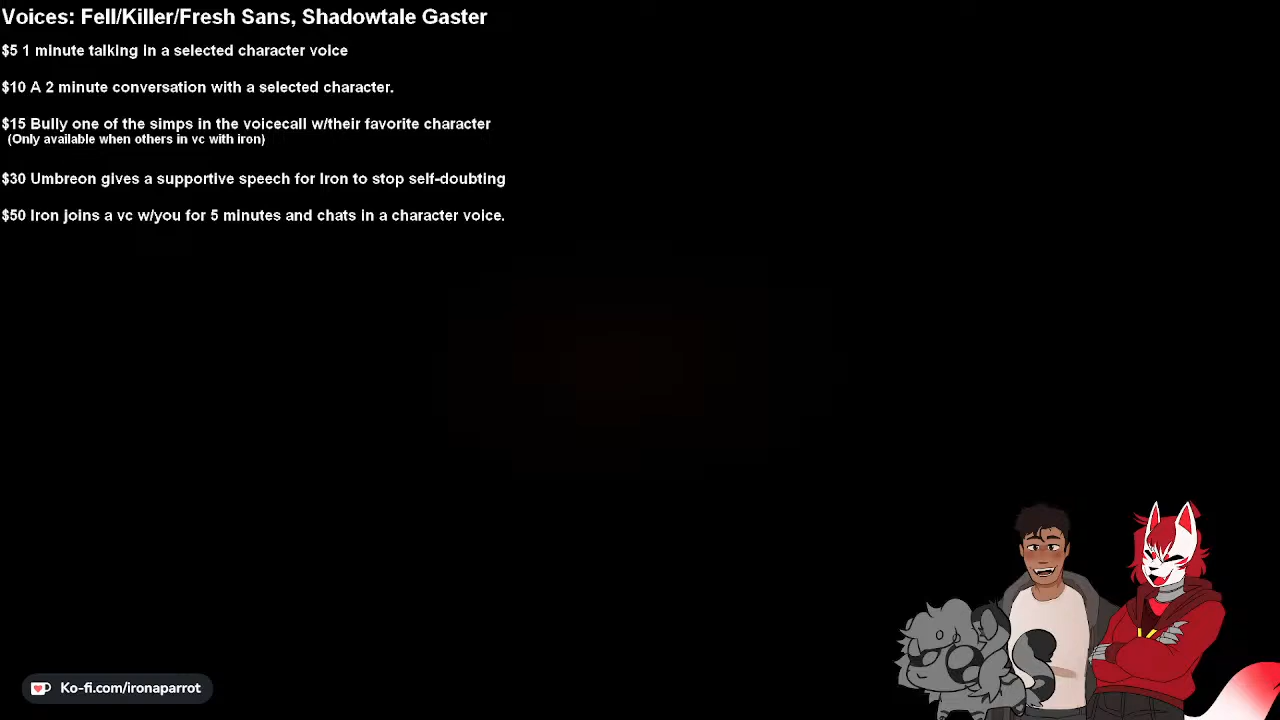 Voices: Fell/Killer/Fresh Sans, Shadowtale Gaster
$5 1 minute talking in a selected character voice
$10 A 2 minute conversation with a selected character.
$15 Bully one of the simps in the voicecall w/their favorite character
(Only available when others in vc with iron)
$30 Umbreon gives a supportive speech for Iron to stop self-doubting
$50 Iron joins a vc w/you for 5 minutes and chats in a character voice.
Ko-fi.com/ironaparrot